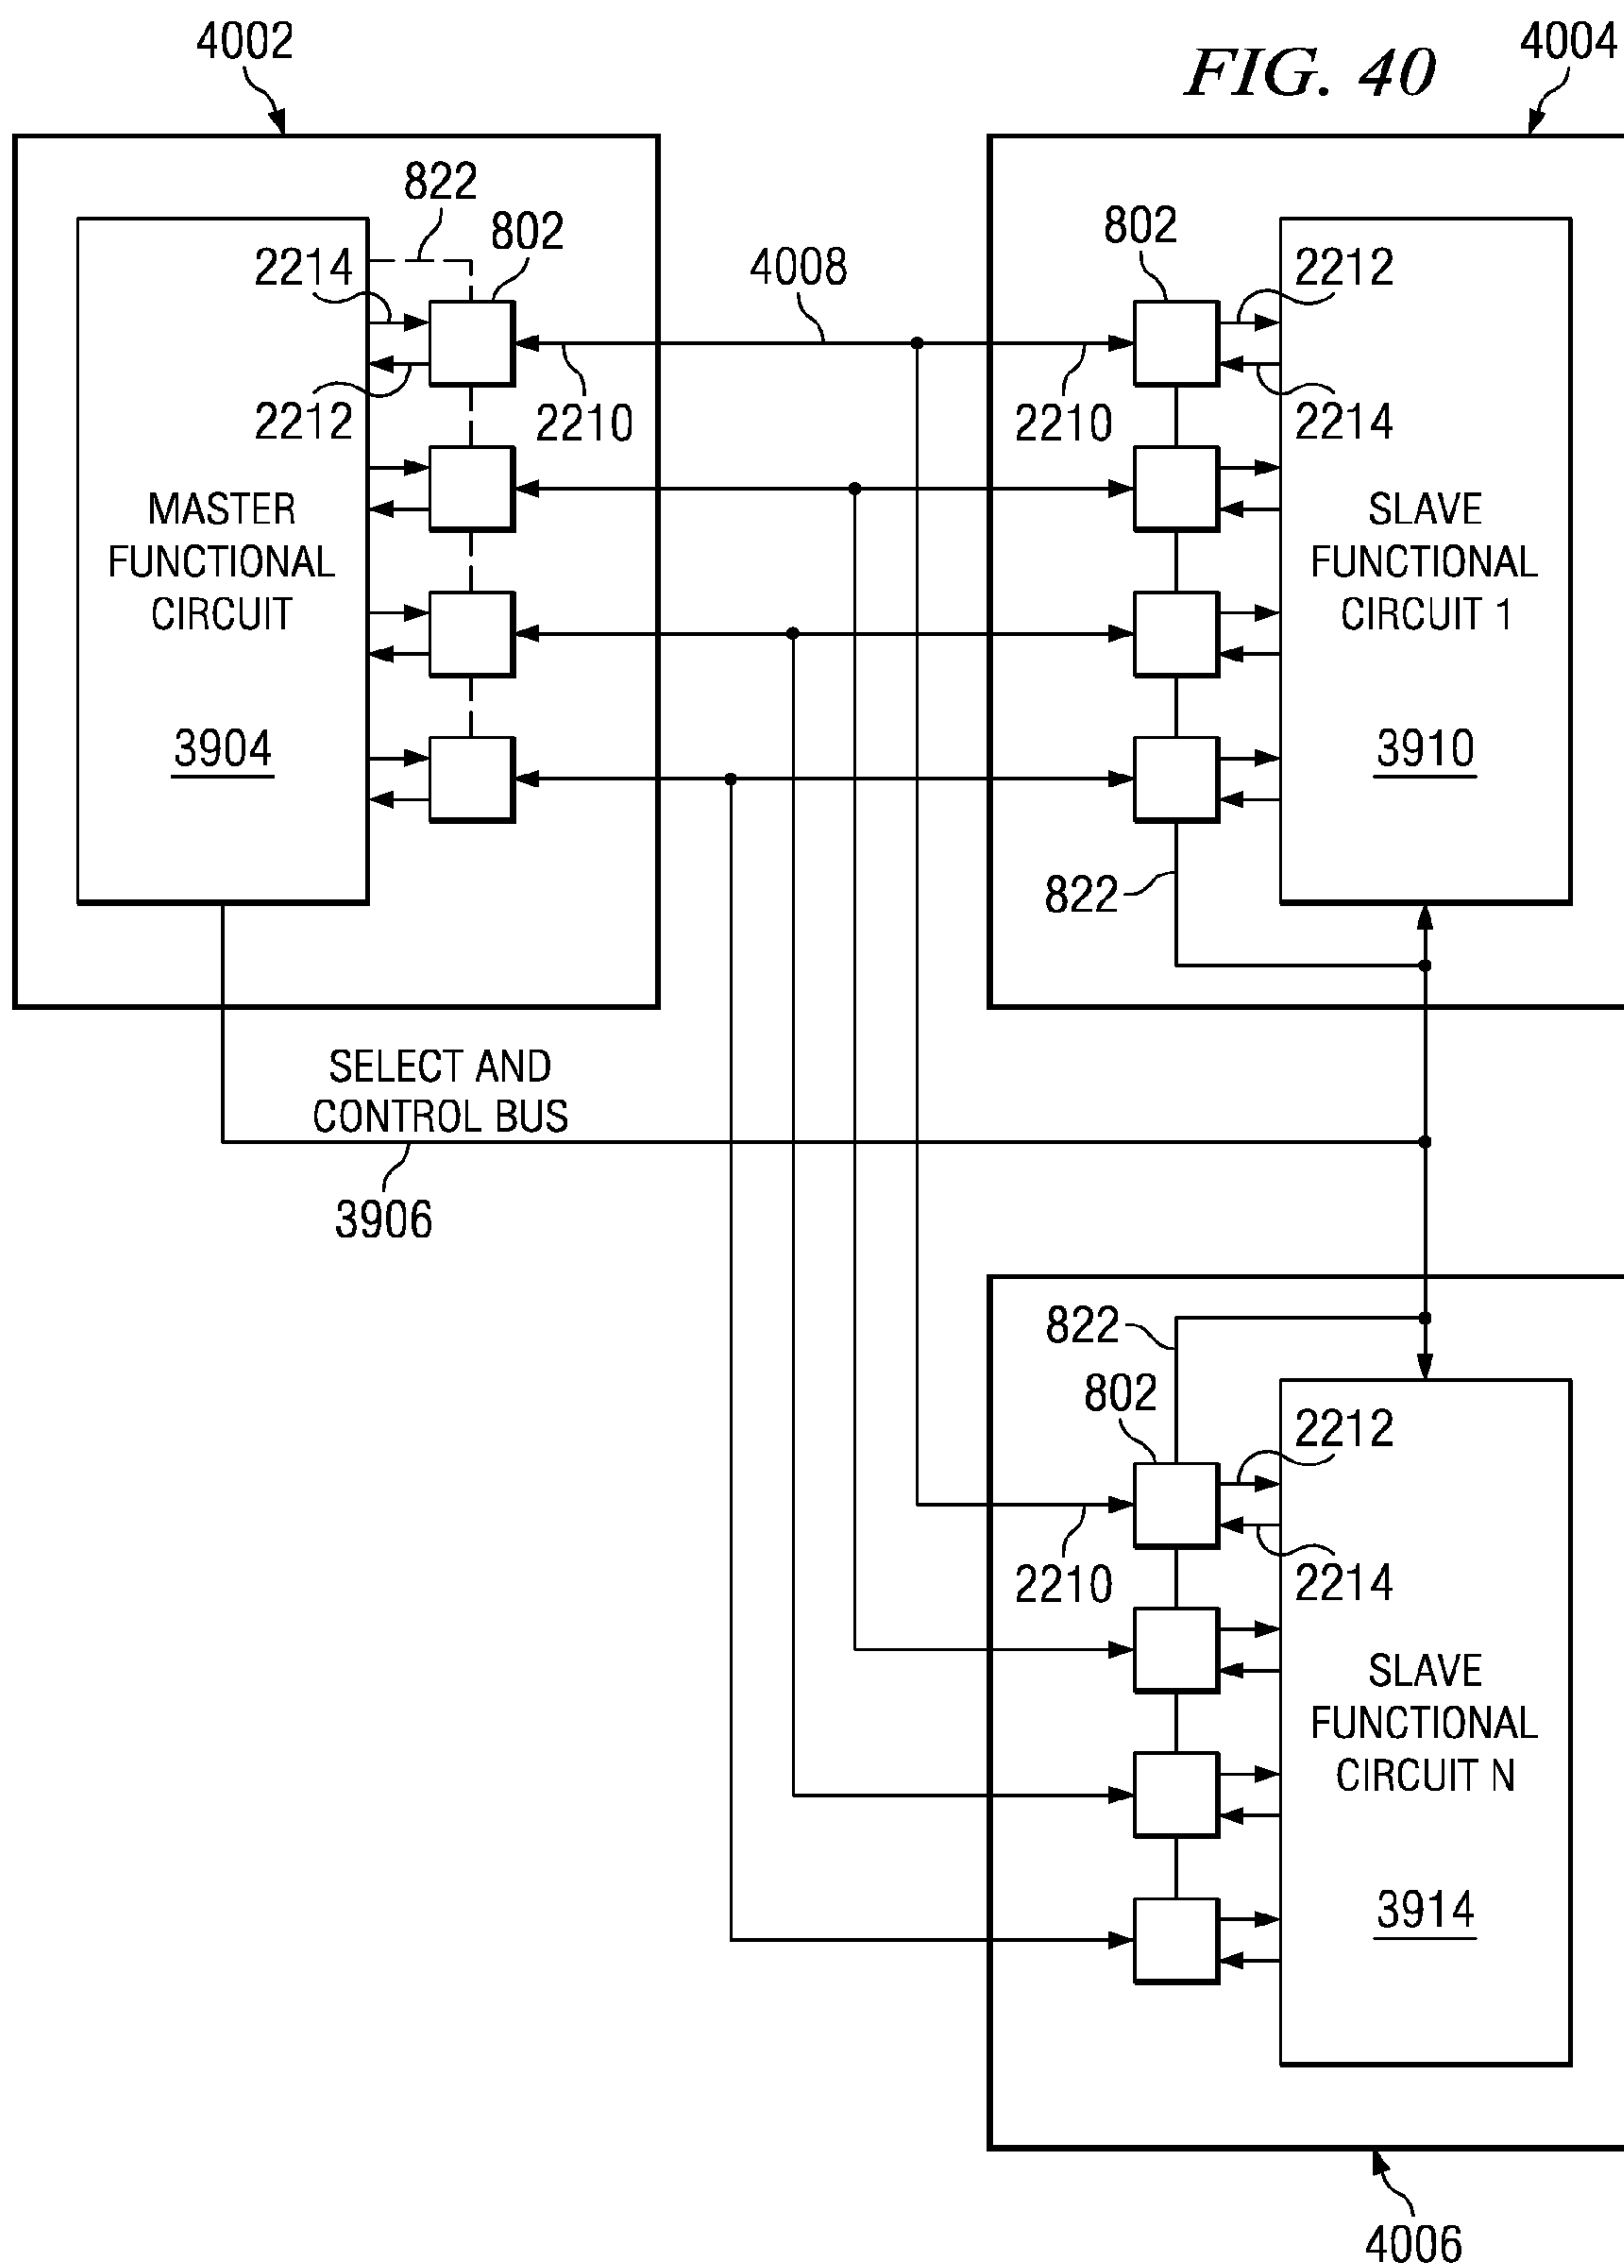 4002
FIG. 40
4004
822
802
802
2214
4008
2212
2212
2210
2210
2214
MASTER
FUNCTIONAL
CIRCUIT
SLAVE
FUNCTIONAL
CIRCUIT 1
3904
3910
822
SELECT AND
CONTROL BUS
3906
822
802
2212
2210
2214
SLAVE
FUNCTIONAL
CIRCUIT N
3914
4006